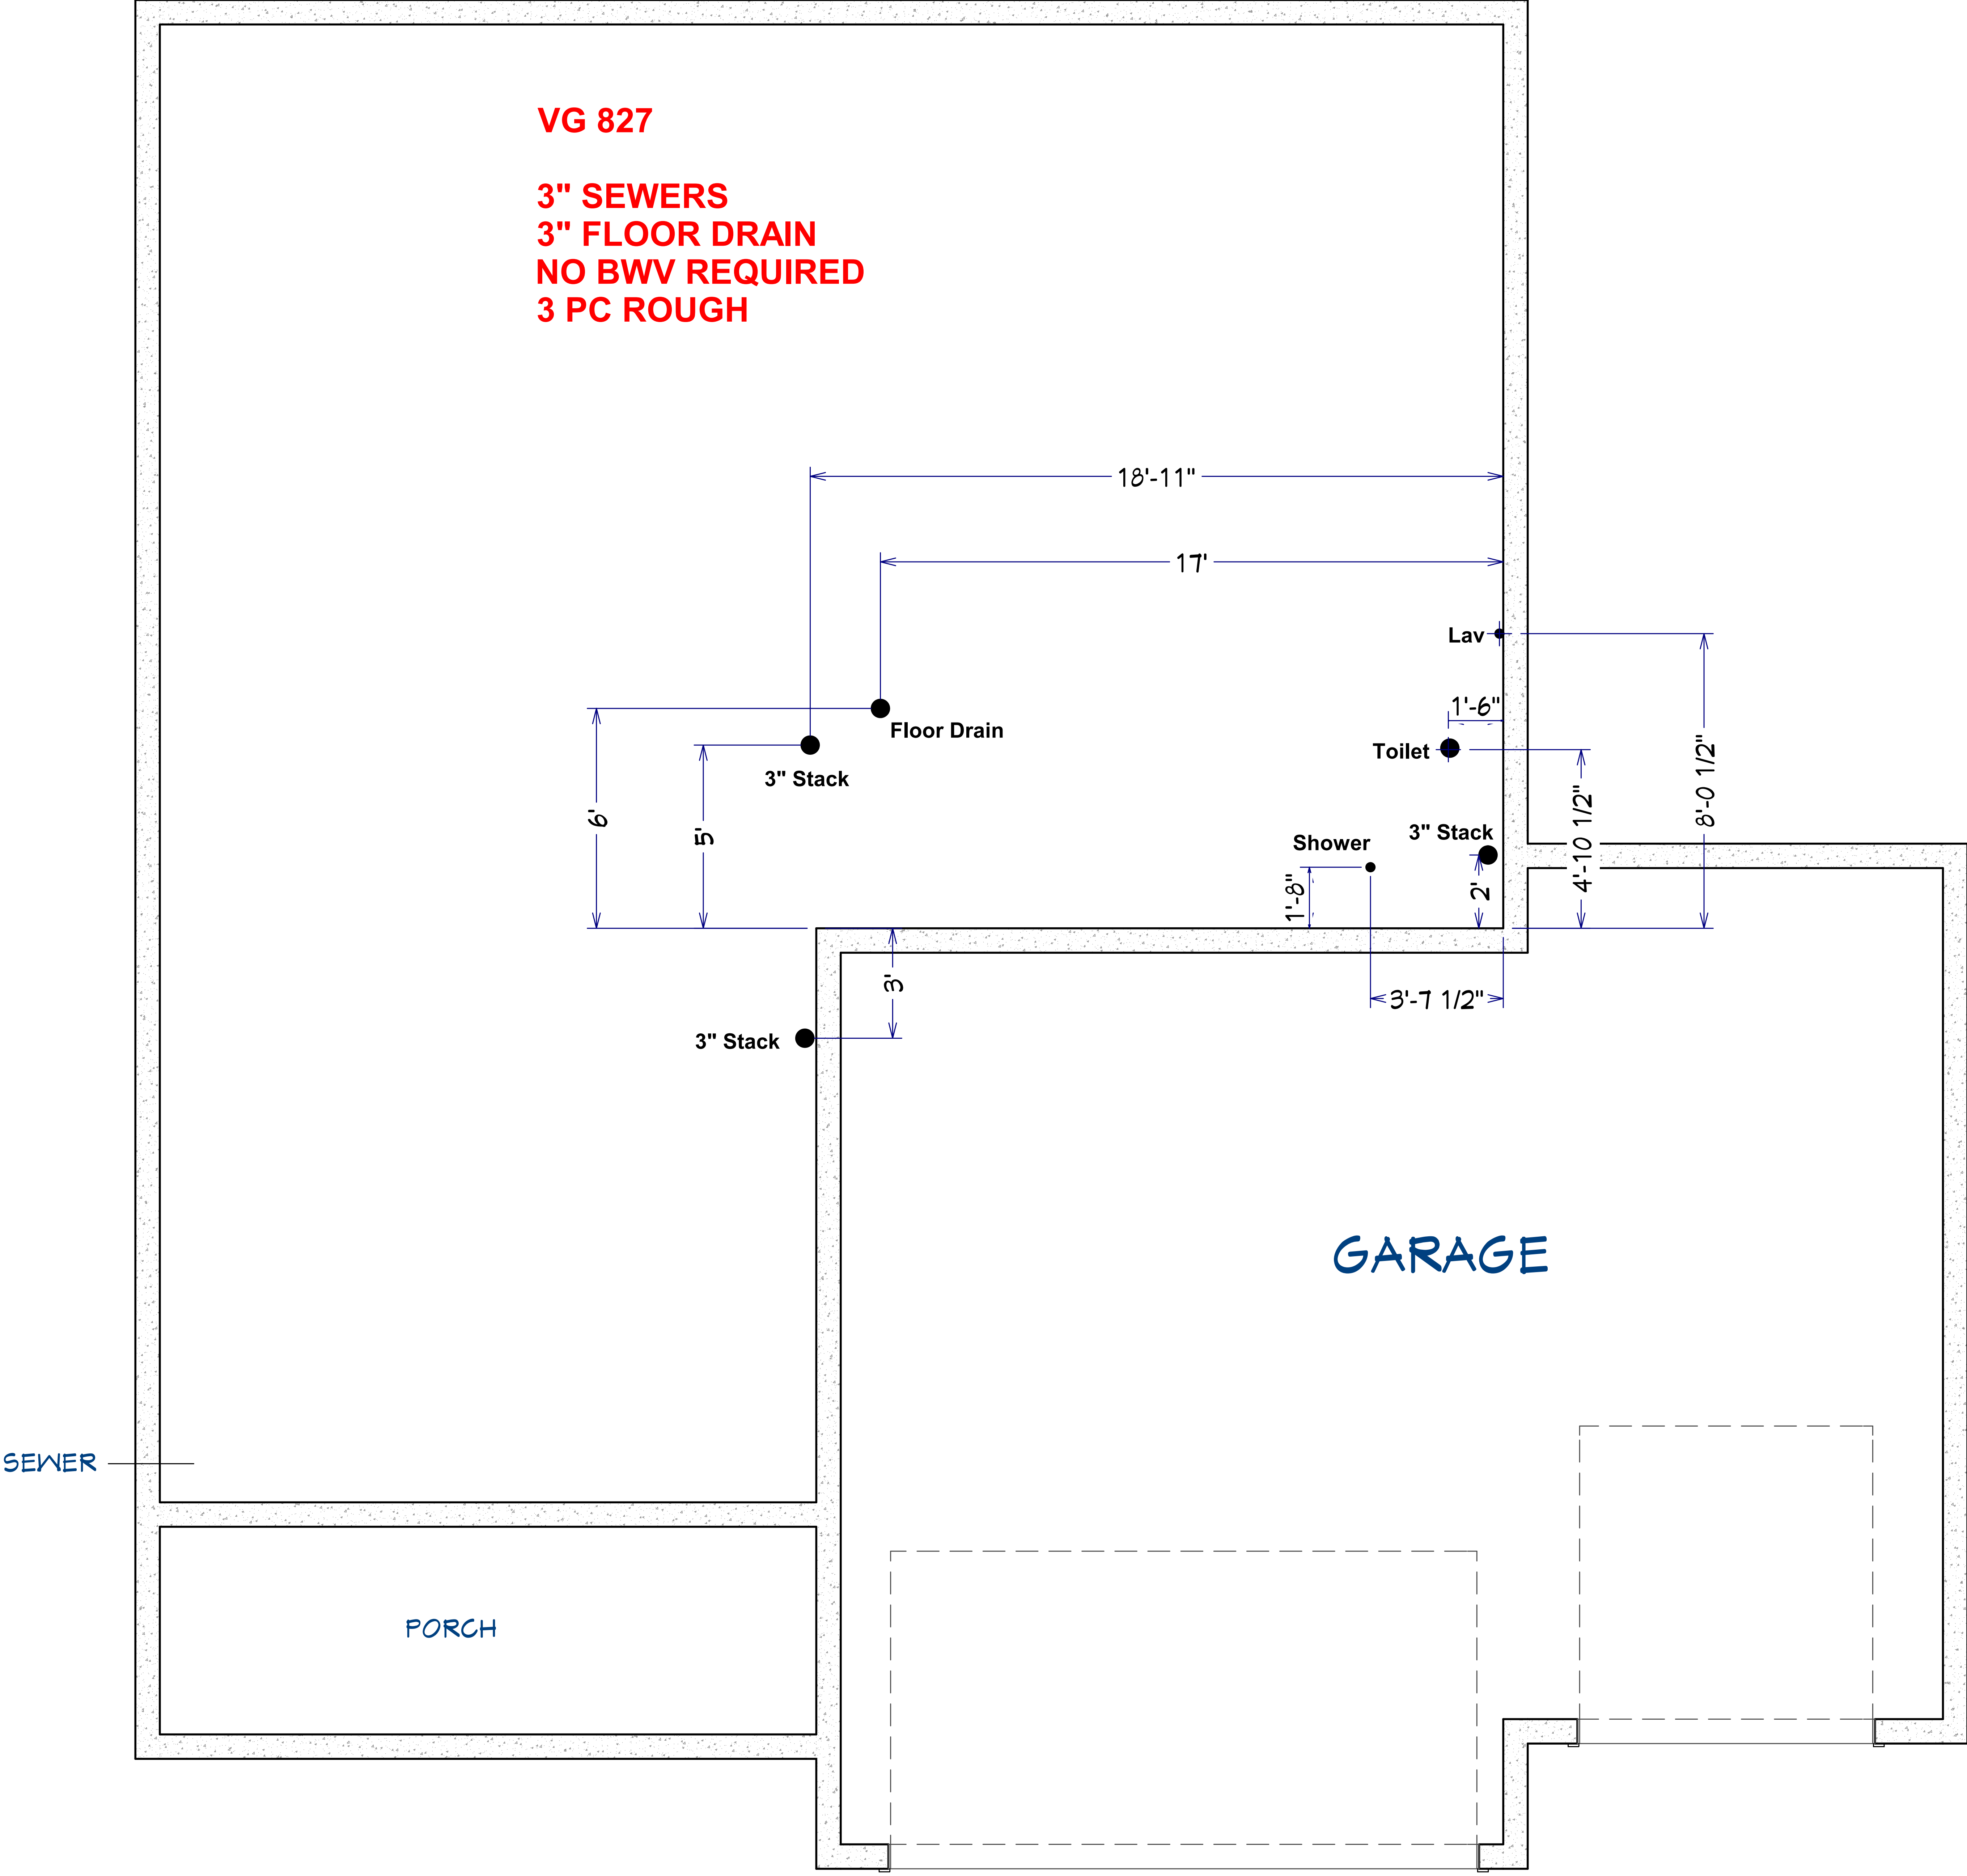 VG 827
3" SEWERS
3" FLOOR DRAIN
NO BWV REQUIRED
3 PC ROUGH
18'-11"
17'
Lav
1'-6"
Floor Drain
Toilet
3" Stack
8'-0 1/2"
6'
5'
4'-10 1/2"
3" Stack
Shower
2'
1'-8"
3'
3'-7 1/2"
3" Stack
GARAGE
SEWER
PORCH